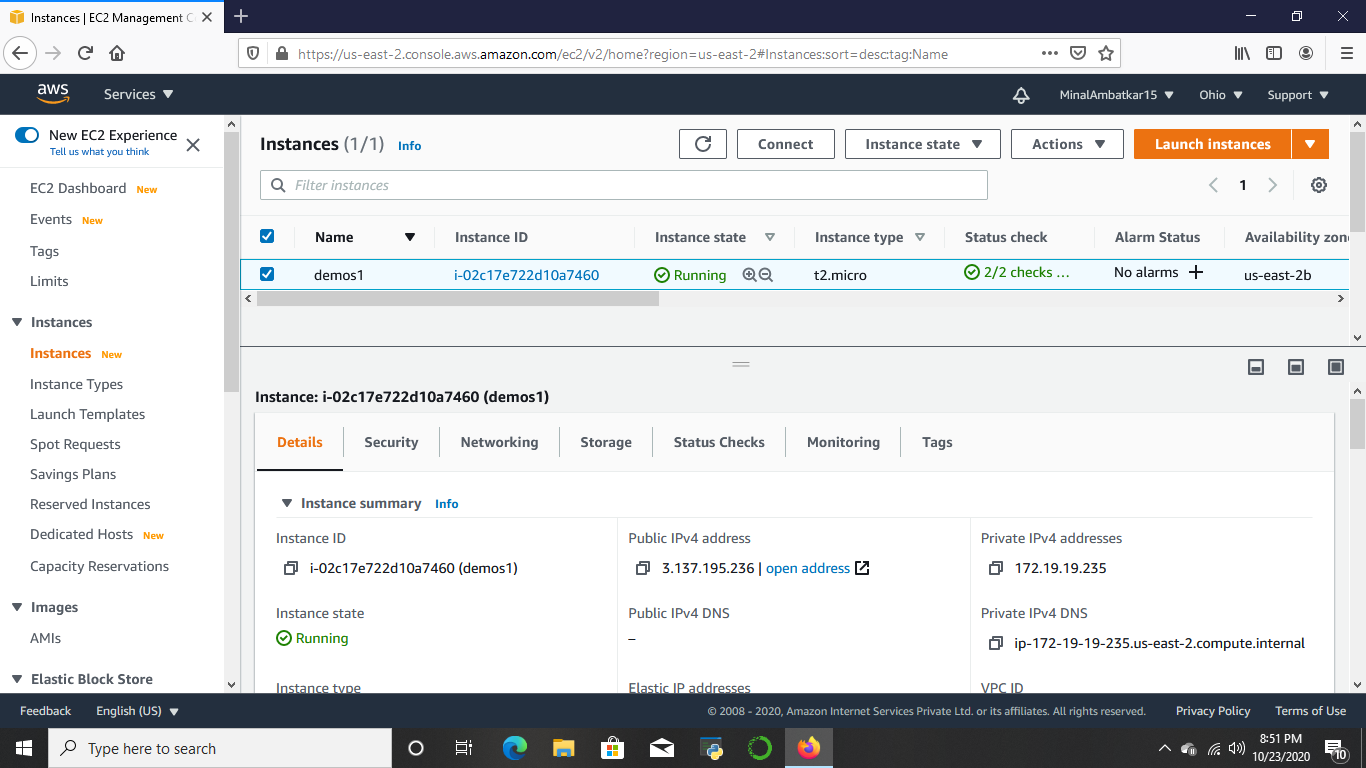 Instances | EC2 Management C
https://us-east-2.console.aws.amazon.com/ec2/v2/home?region=us-east-2#Instances:sort=desc:tag:Name
aws
Services
MinalAmbatkar15
Ohio
Support
New EC2 Experience
Tell us what you think
EC2 Dashboard New
Events New
Tags
Limits
Instances
Instances New
Instance Types
Launch Templates
Spot Requests
Savings Plans
Reserved Instances
Dedicated Hosts New
Capacity Reservations
Images
AMIs
Elastic Block Store
Instances (1/1) Info
Connect
Instance state
Actions
Launch instances
Filter instances
1
Name Instance ID Instance state Instance type Status check Alarm Status Availability zone
demos1 i-02c17e722d10a7460 Running t2.micro 2/2 checks ... No alarms + us-east-2b
Instance: i-02c17e722d10a7460 (demos1)
Details Security Networking Storage Status Checks Monitoring Tags
Instance summary Info
Instance ID
i-02c17e722d10a7460 (demos1)
Public IPv4 address
3.137.195.236 | open address
Private IPv4 addresses
172.19.19.235
Instance state
Running
Public IPv4 DNS
–
Private IPv4 DNS
ip-172-19-19-235.us-east-2.compute.internal
Instance type
Elastic IP addresses
VPC ID
Feedback
English (US)
© 2008 - 2020, Amazon Internet Services Private Ltd. or its affiliates. All rights reserved.
Privacy Policy
Terms of Use
Type here to search
8:51 PM
10/23/2020
10